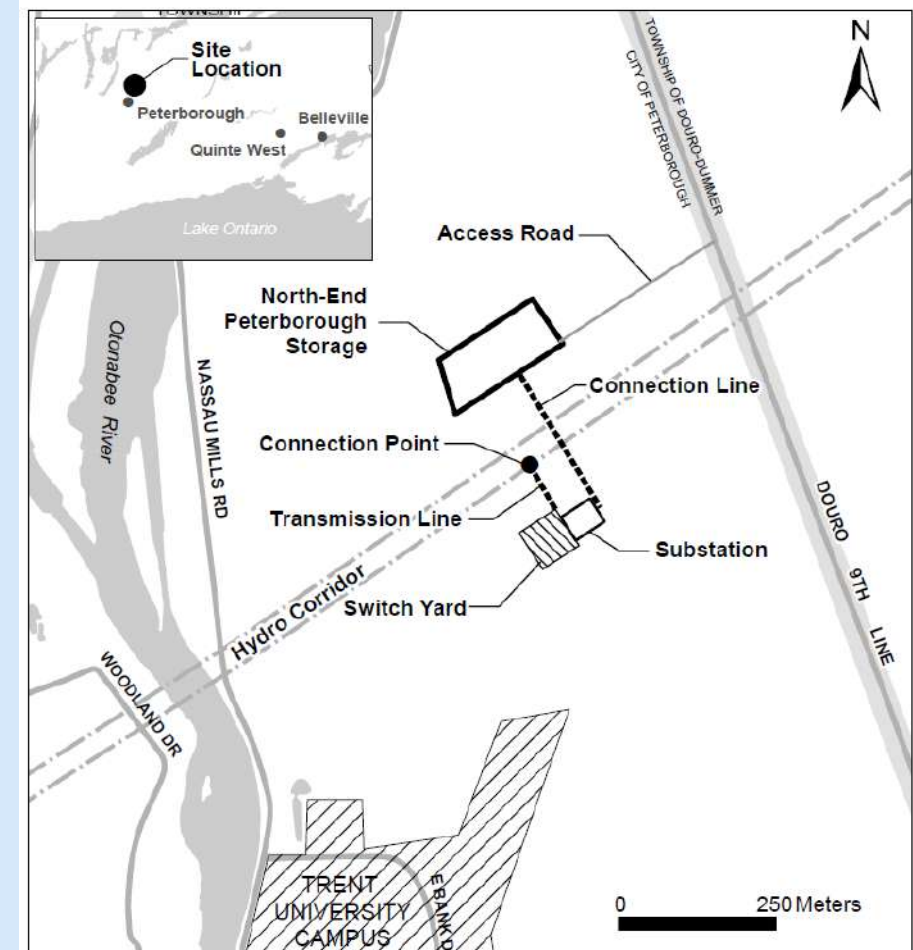 TOWNSHIP
Site
Location
Peterborough
Belleville
Quinte West
Lake Ontario
N
TOWNSHIP OF DOURO-DUMMER
CITY OF PETERBOROUGH
Access Road
North-End
Peterborough
Storage
Otonabee River
NASSAU MILLS RD
Connection Line
Connection Point
Transmission Line
Substation
Switch Yard
Hydro Corridor
DOURO 9TH LINE
WOODLAND DR
TRENT
UNIVERSITY
CAMPUS
E BANK D
0 250 Meters